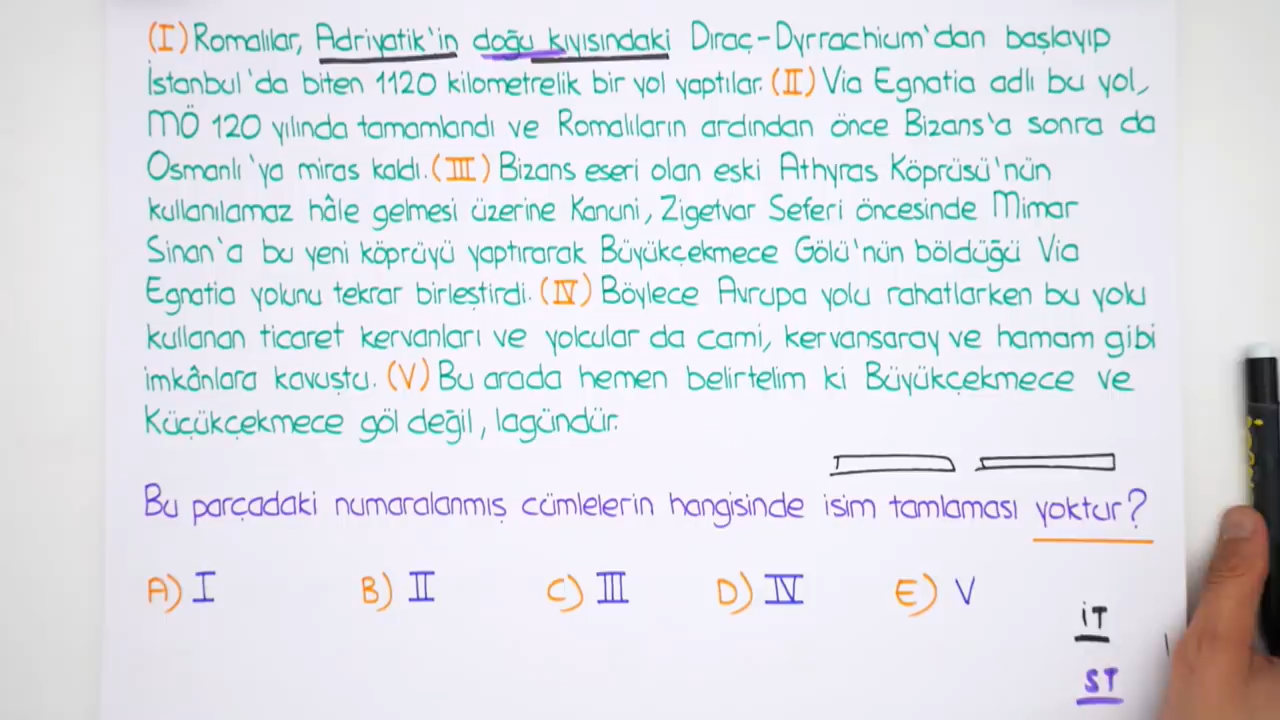 (I) Romalılar, Adriyatik'in doğu kıyısındaki Dıraç-Dyrrachium'dan başlayıp
İstanbul'da biten 1120 kilometrelik bir yol yaptılar. (II) Via Egnatia adlı bu yol,
MÖ 120 yılında tamamlandı ve Romalıların ardından önce Bizans'a sonra da
Osmanlı'ya miras kaldı. (III) Bizans eseri olan eski Athyras Köprüsü'nün
kullanılamaz hâle gelmesi üzerine Kanuni, Zigetvar Seferi öncesinde Mimar
Sinan'a bu yeni köprüyü yaptırarak Büyükçekmece Gölü'nün böldüğü Via
Egnatia yolunu tekrar birleştirdi. (IV) Böylece Avrupa yolu rahatlarken bu yolu
kullanan ticaret kervanları ve yolcular da cami, kervansaray ve hamam gibi
imkânlara kavuştu. (V) Bu arada hemen belirtelim ki Büyükçekmece ve
Küçükçekmece göl değil, lagündür.
Bu parçadaki numaralanmış cümlelerin hangisinde isim tamlaması yoktur?
A) I B) II C) III D) IV E) V
İT
ST